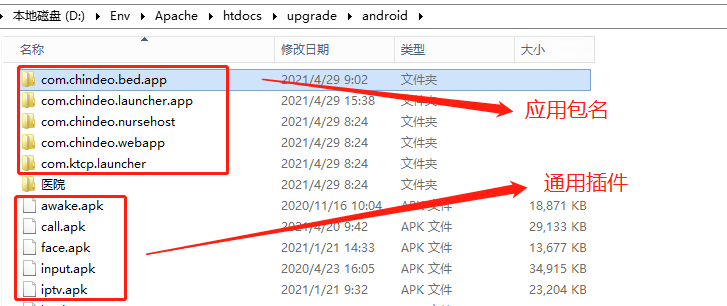 本地磁盘 (D:) ▸ Env ▸ Apache ▸ htdocs ▸ upgrade ▸ android ▸
名称 修改日期 类型 大小
com.chindeo.bed.app 2021/4/29 9:02 文件夹
com.chindeo.launcher.app 2021/4/29 15:38 文件夹
应用包名
com.chindeo.nursehost 2021/4/29 8:24 文件夹
com.chindeo.webapp 2021/4/29 8:24 文件夹
com.ktcp.launcher 2021/4/29 8:24 文件夹
通用插件
医院 2021/4/29 8:24 文件夹
awake.apk 2020/11/16 10:04 APK 文件 18,871 KB
call.apk 2021/4/20 9:42 APK 文件 29,133 KB
face.apk 2021/1/21 14:33 APK 文件 13,677 KB
input.apk 2020/4/23 16:05 APK 文件 34,915 KB
iptv.apk 2021/1/21 9:32 APK 文件 23,204 KB